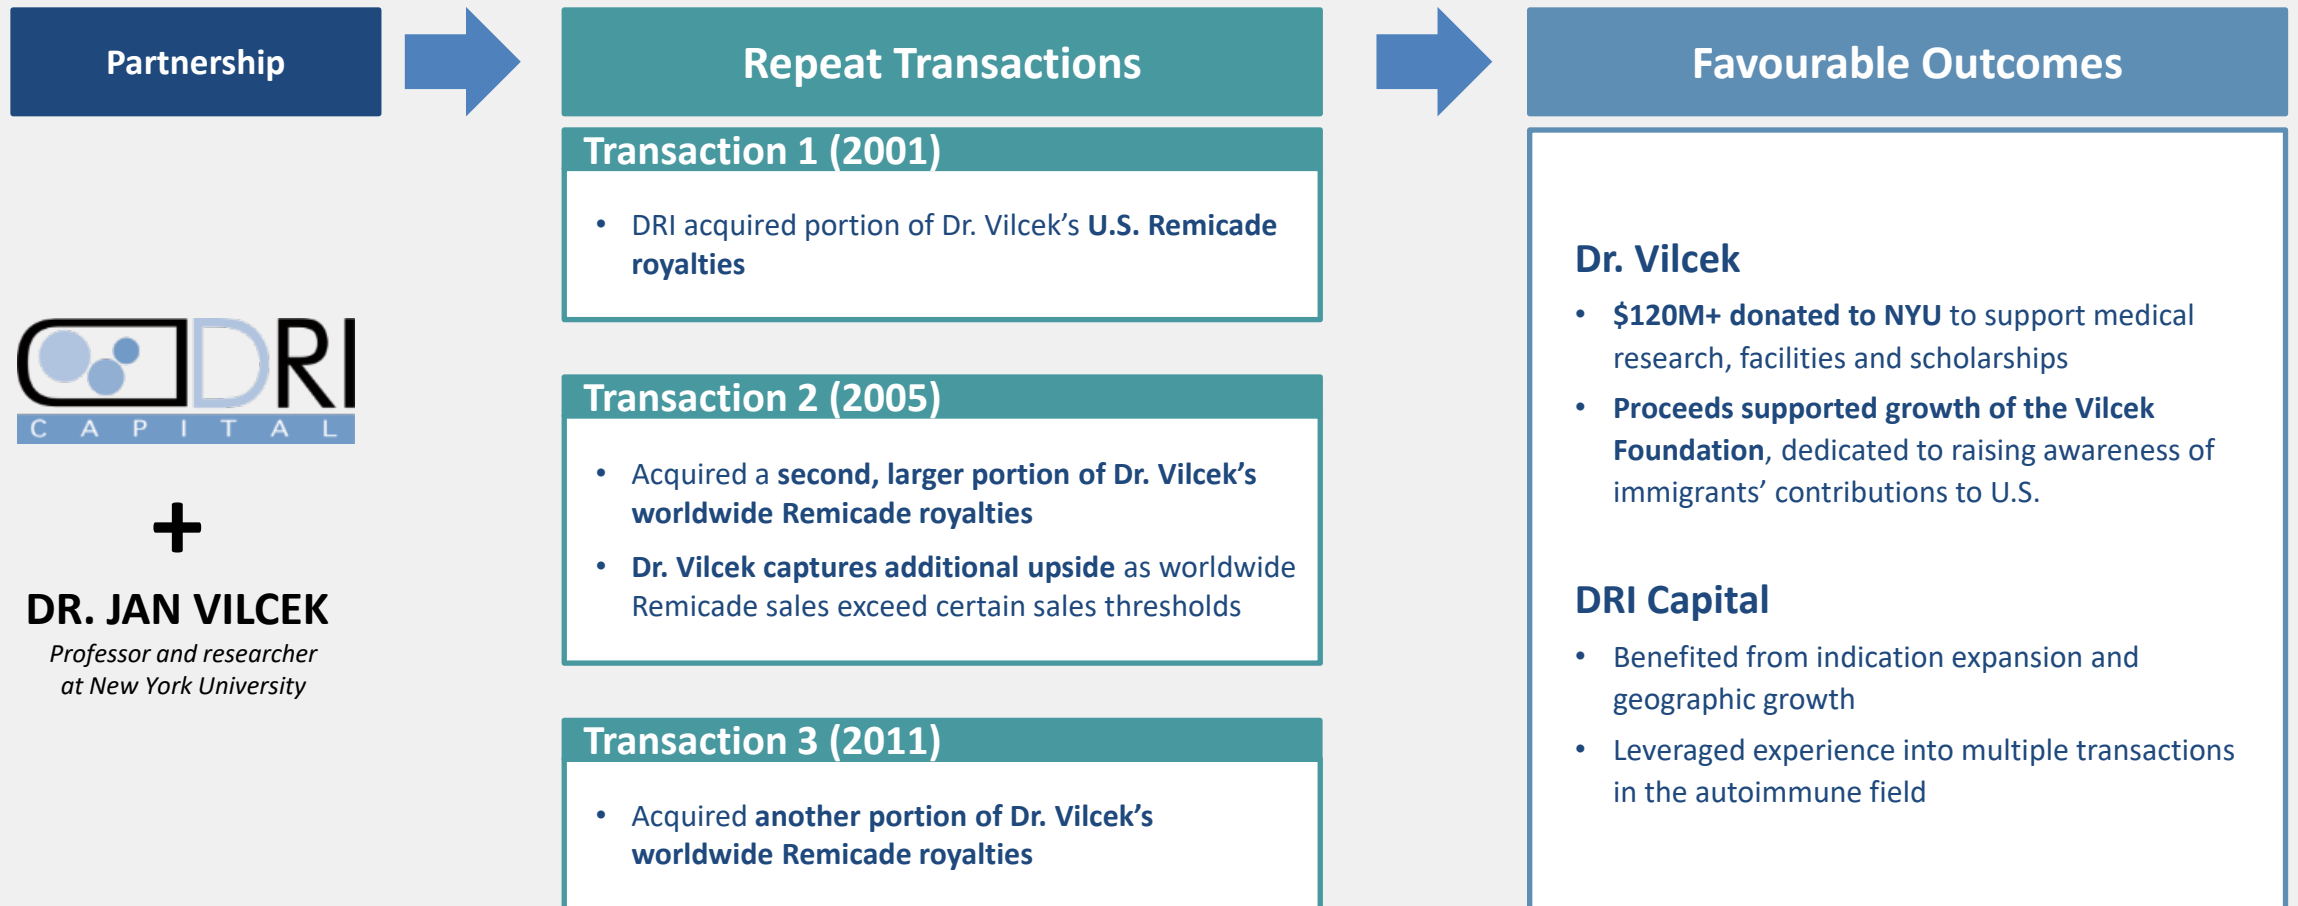 Partnership
DRI
CAPITAL
+
DR. JAN VILCEK
Professor and researcher
at New York University
Repeat Transactions
Transaction 1 (2001)
• DRI acquired portion of Dr. Vilcek’s U.S. Remicade
royalties
Transaction 2 (2005)
• Acquired a second, larger portion of Dr. Vilcek’s
worldwide Remicade royalties
• Dr. Vilcek captures additional upside as worldwide
Remicade sales exceed certain sales thresholds
Transaction 3 (2011)
• Acquired another portion of Dr. Vilcek’s
worldwide Remicade royalties
Favourable Outcomes
Dr. Vilcek
• $120M+ donated to NYU to support medical
research, facilities and scholarships
• Proceeds supported growth of the Vilcek
Foundation, dedicated to raising awareness of
immigrants’ contributions to U.S.
DRI Capital
• Benefited from indication expansion and
geographic growth
• Leveraged experience into multiple transactions
in the autoimmune field